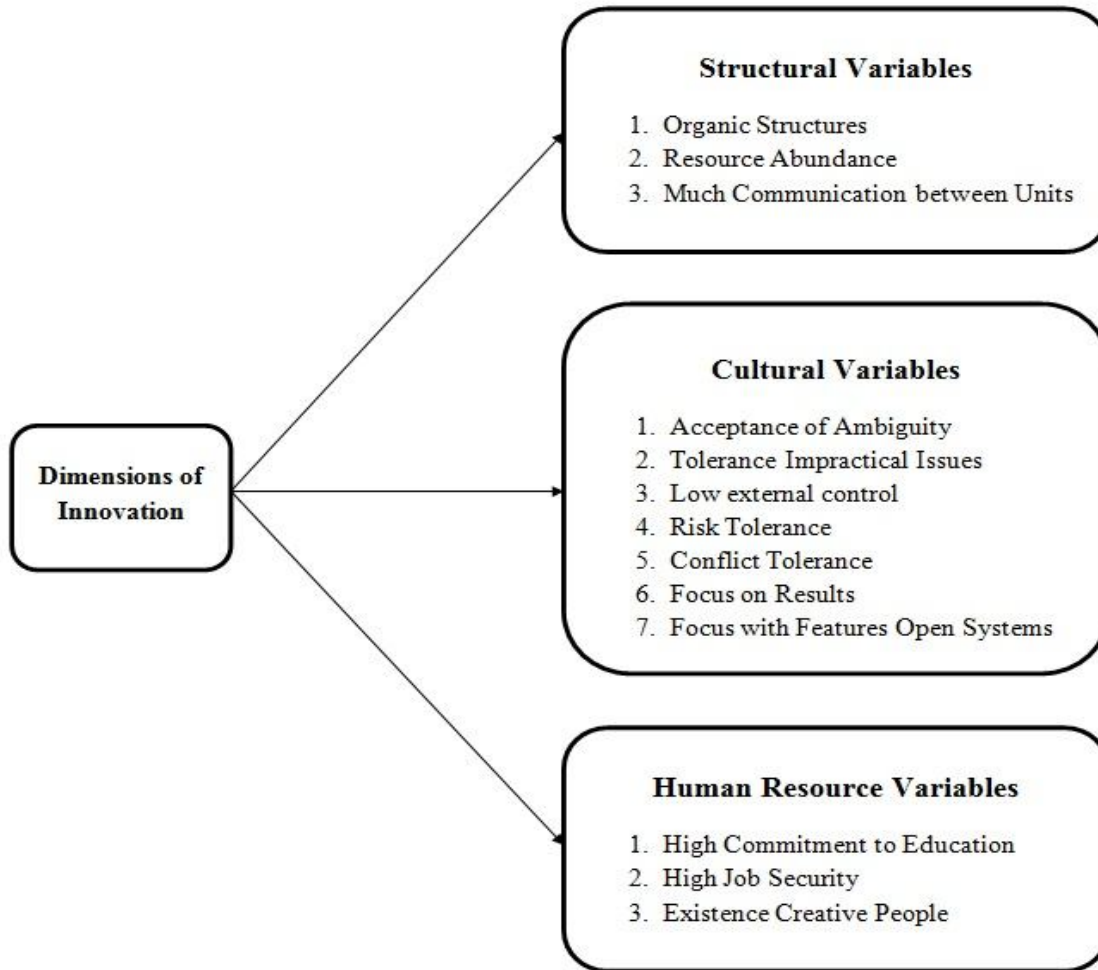 Structural Variables
1. Organic Structures
2. Resource Abundance
3. Much Communication between Units
Dimensions of
Innovation
Cultural Variables
1. Acceptance of Ambiguity
2. Tolerance Impractical Issues
3. Low external control
4. Risk Tolerance
5. Conflict Tolerance
6. Focus on Results
7. Focus with Features Open Systems
Human Resource Variables
1. High Commitment to Education
2. High Job Security
3. Existence Creative People